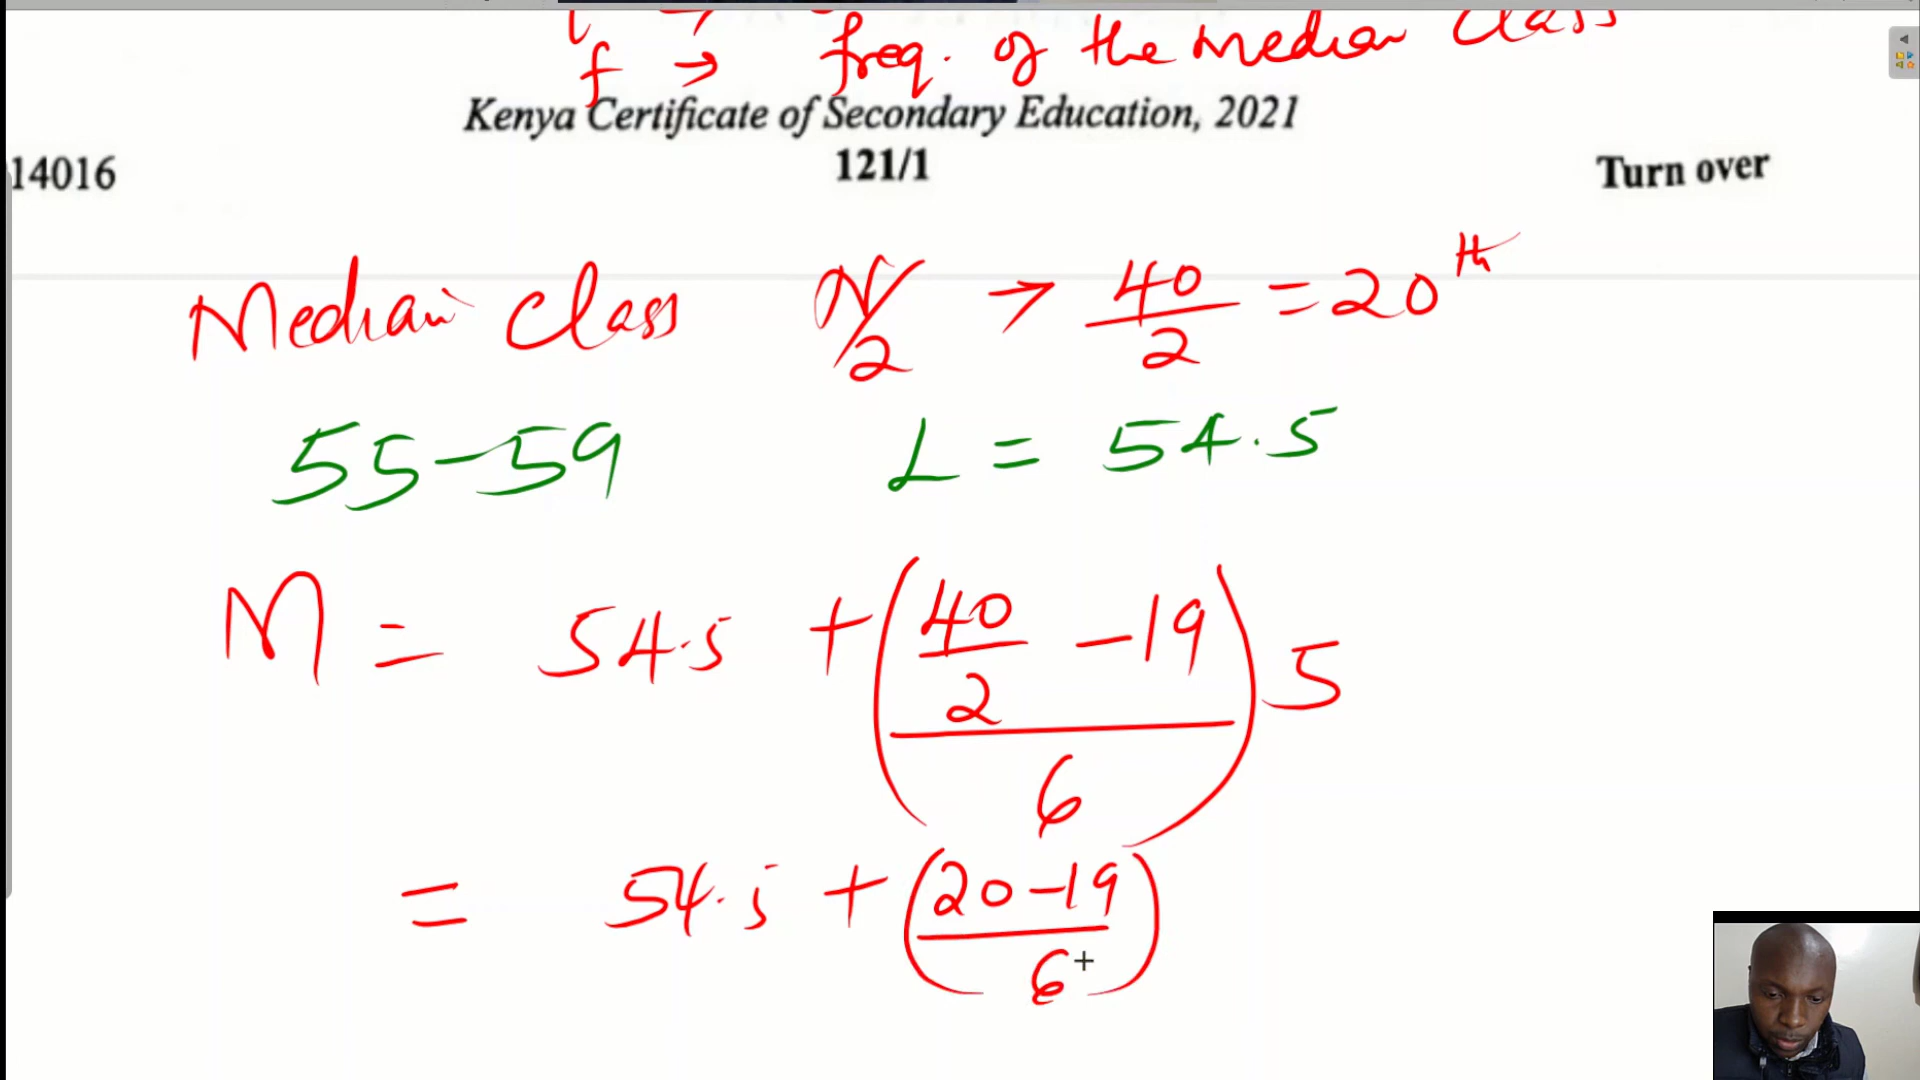 f → freq. of the median class
Kenya Certificate of Secondary Education, 2021
14016 121/1 Turn over
Median class N/2 → 40/2 = 20th
55-59 L = 54.5
M = 54.5 + (40/2 - 19)/6 5
= 54.5 + (20-19)/6